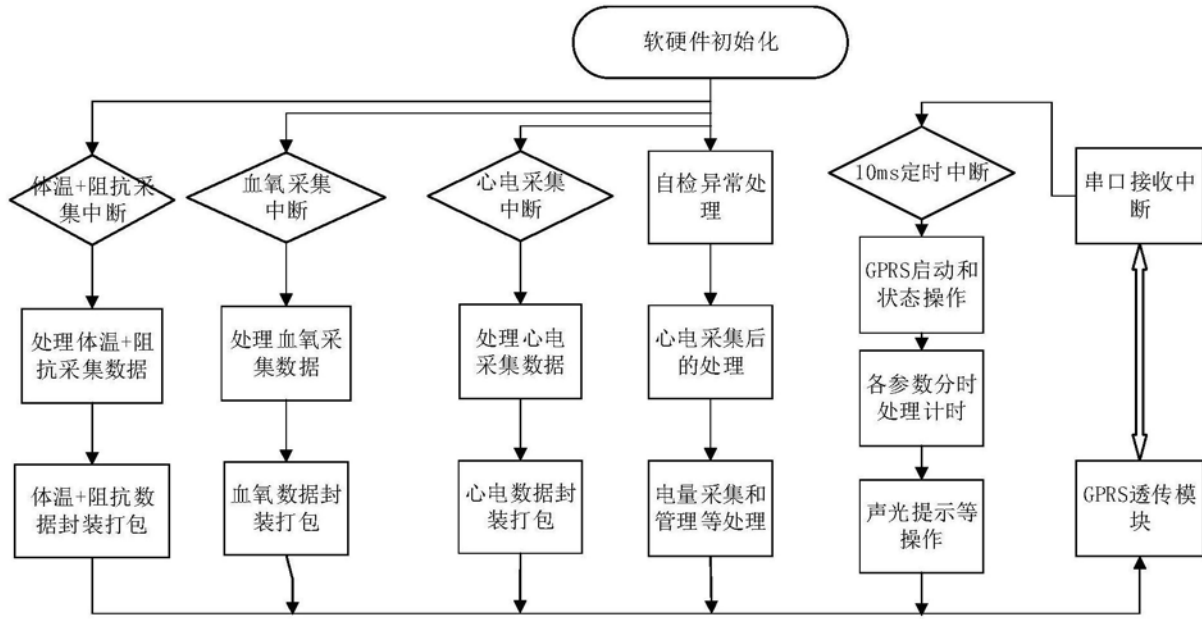 软硬件初始化
体温+阻抗采
集中断
血氧采集
中断
心电采集
中断
自检异常处
理
10ms定时中断
串口接收中
断
GPRS启动和
状态操作
处理体温+阻
抗采集数据
处理血氧采
集数据
处理心电
采集数据
心电采集后
的处理
各参数分时
处理计时
体温+阻抗数
据封装打包
血氧数据封
装打包
心电数据封
装打包
电量采集和
管理等处理
声光提示等
操作
GPRS透传模
块